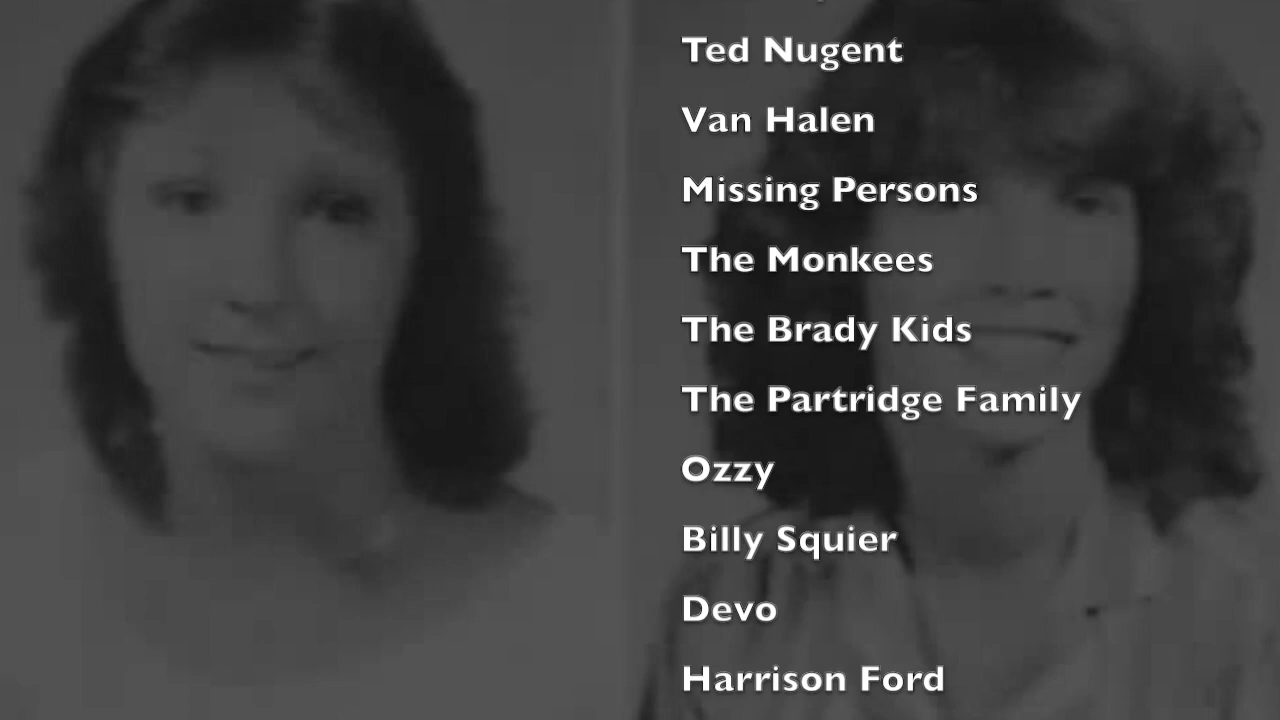 Ted Nugent
Van Halen
Missing Persons
The Monkees
The Brady Kids
The Partridge Family
Ozzy
Billy Squier
Devo
Harrison Ford